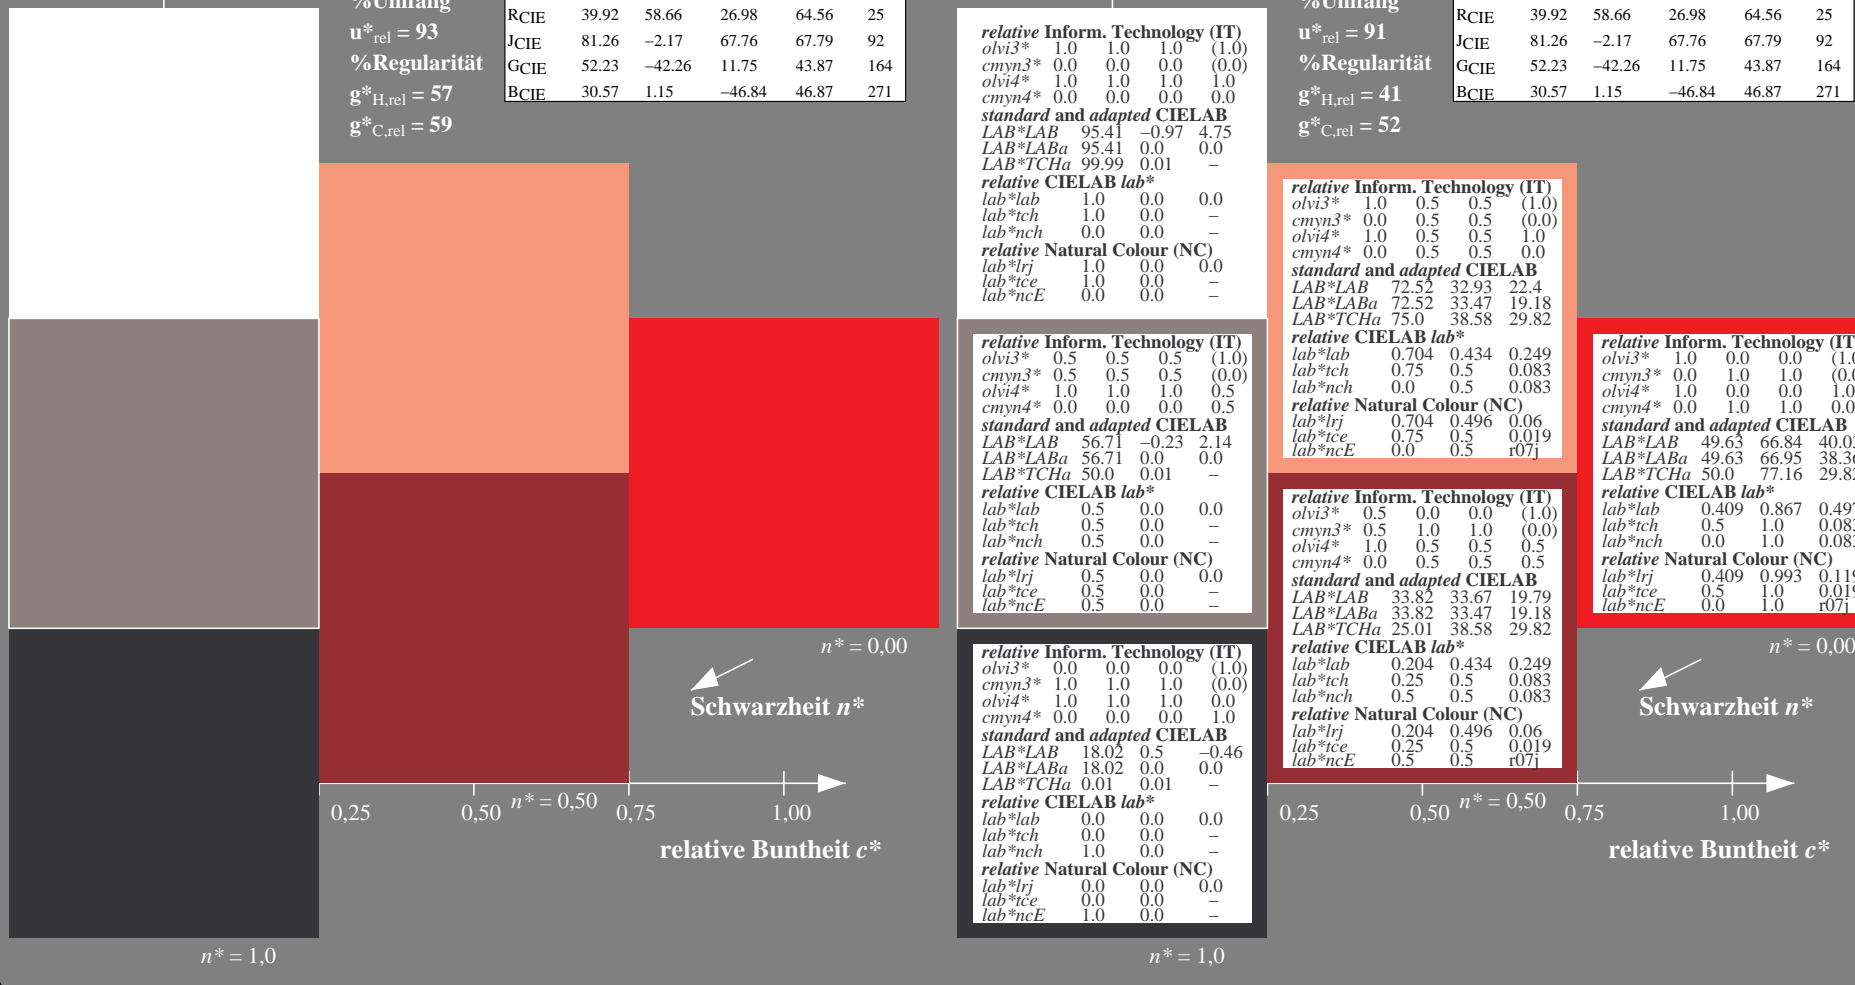 %Umfang
u*rel = 93
%Regularität
g*H,rel = 57
g*C,rel = 59
RCIE 39.92 58.66 26.98 64.56 25
JCIE 81.26 −2.17 67.76 67.79 92
GCIE 52.23 −42.26 11.75 43.87 164
BCIE 30.57 1.15 −46.84 46.87 271
n* = 0,00
Schwarzheit n*
0,25 0,50 n* = 0,50 0,75 1,00
relative Buntheit c*
n* = 1,0
%Umfang
u*rel = 91
%Regularität
g*H,rel = 41
g*C,rel = 52
RCIE 39.92 58.66 26.98 64.56 25
JCIE 81.26 −2.17 67.76 67.79 92
GCIE 52.23 −42.26 11.75 43.87 164
BCIE 30.57 1.15 −46.84 46.87 271
relative Inform. Technology (IT)
olvi3* 1.0 1.0 1.0 (1.0)
cmyn3* 0.0 0.0 0.0 (0.0)
olvi4* 1.0 1.0 1.0 1.0
cmyn4* 0.0 0.0 0.0 0.0
standard and adapted CIELAB
LAB*LAB 95.41 −0.97 4.75
LAB*LABa 95.41 0.0 0.0
LAB*TCHa 99.99 0.01 –
relative CIELAB lab*
lab*lab 1.0 0.0 0.0
lab*tch 1.0 0.0 –
lab*nch 0.0 0.0 –
relative Natural Colour (NC)
lab*lrj 1.0 0.0 0.0
lab*tce 1.0 0.0 –
lab*ncE 0.0 0.0 –
relative Inform. Technology (IT)
olvi3* 1.0 0.5 0.5 (1.0)
cmyn3* 0.0 0.5 0.5 (0.0)
olvi4* 1.0 0.5 0.5 1.0
cmyn4* 0.0 0.5 0.5 0.0
standard and adapted CIELAB
LAB*LAB 72.52 32.93 22.4
LAB*LABa 72.52 33.47 19.18
LAB*TCHa 75.0 38.58 29.82
relative CIELAB lab*
lab*lab 0.704 0.434 0.249
lab*tch 0.75 0.5 0.083
lab*nch 0.0 0.5 0.083
relative Natural Colour (NC)
lab*lrj 0.704 0.496 0.06
lab*tce 0.75 0.5 0.019
lab*ncE 0.0 0.5 r07j
relative Inform. Technology (IT)
olvi3* 0.5 0.5 0.5 (1.0)
cmyn3* 0.5 0.5 0.5 (0.0)
olvi4* 1.0 1.0 1.0 0.5
cmyn4* 0.0 0.0 0.0 0.5
standard and adapted CIELAB
LAB*LAB 56.71 −0.23 2.14
LAB*LABa 56.71 0.0 0.0
LAB*TCHa 50.0 0.01 –
relative CIELAB lab*
lab*lab 0.5 0.0 0.0
lab*tch 0.5 0.0 –
lab*nch 0.5 0.0 –
relative Natural Colour (NC)
lab*lrj 0.5 0.0 0.0
lab*tce 0.5 0.0 –
lab*ncE 0.5 0.0 –
relative Inform. Technology (IT
olvi3* 1.0 0.0 0.0 (1.0
cmyn3* 0.0 1.0 1.0 (0.0
olvi4* 1.0 0.0 0.0 1.0
cmyn4* 0.0 1.0 1.0 0.0
standard and adapted CIELAB
LAB*LAB 49.63 66.84 40.03
LAB*LABa 49.63 66.95 38.36
LAB*TCHa 50.0 77.16 29.82
relative CIELAB lab*
lab*lab 0.409 0.867 0.497
lab*tch 0.5 1.0 0.083
lab*nch 0.0 1.0 0.083
relative Natural Colour (NC)
lab*lrj 0.409 0.993 0.119
lab*tce 0.5 1.0 0.019
lab*ncE 0.0 1.0 r07j
relative Inform. Technology (IT)
olvi3* 0.5 0.0 0.0 (1.0)
cmyn3* 0.5 1.0 1.0 (0.0)
olvi4* 1.0 0.5 0.5 0.5
cmyn4* 0.0 0.5 0.5 0.5
standard and adapted CIELAB
LAB*LAB 33.82 33.67 19.79
LAB*LABa 33.82 33.47 19.18
LAB*TCHa 25.01 38.58 29.82
relative CIELAB lab*
lab*lab 0.204 0.434 0.249
lab*tch 0.25 0.5 0.083
lab*nch 0.5 0.5 0.083
relative Natural Colour (NC)
lab*lrj 0.204 0.496 0.06
lab*tce 0.25 0.5 0.019
lab*ncE 0.5 0.5 r07j
relative Inform. Technology (IT)
olvi3* 0.0 0.0 0.0 (1.0)
cmyn3* 1.0 1.0 1.0 (0.0)
olvi4* 1.0 1.0 1.0 0.0
cmyn4* 0.0 0.0 0.0 1.0
standard and adapted CIELAB
LAB*LAB 18.02 0.5 −0.46
LAB*LABa 18.02 0.0 0.0
LAB*TCHa 0.01 0.01 –
relative CIELAB lab*
lab*lab 0.0 0.0 0.0
lab*tch 0.0 0.0 –
lab*nch 1.0 0.0 –
relative Natural Colour (NC)
lab*lrj 0.0 0.0 0.0
lab*tce 0.0 0.0 –
lab*ncE 1.0 0.0 –
n* = 0,00
Schwarzheit n*
0,25 0,50 n* = 0,50 0,75 1,00
relative Buntheit c*
n* = 1,0